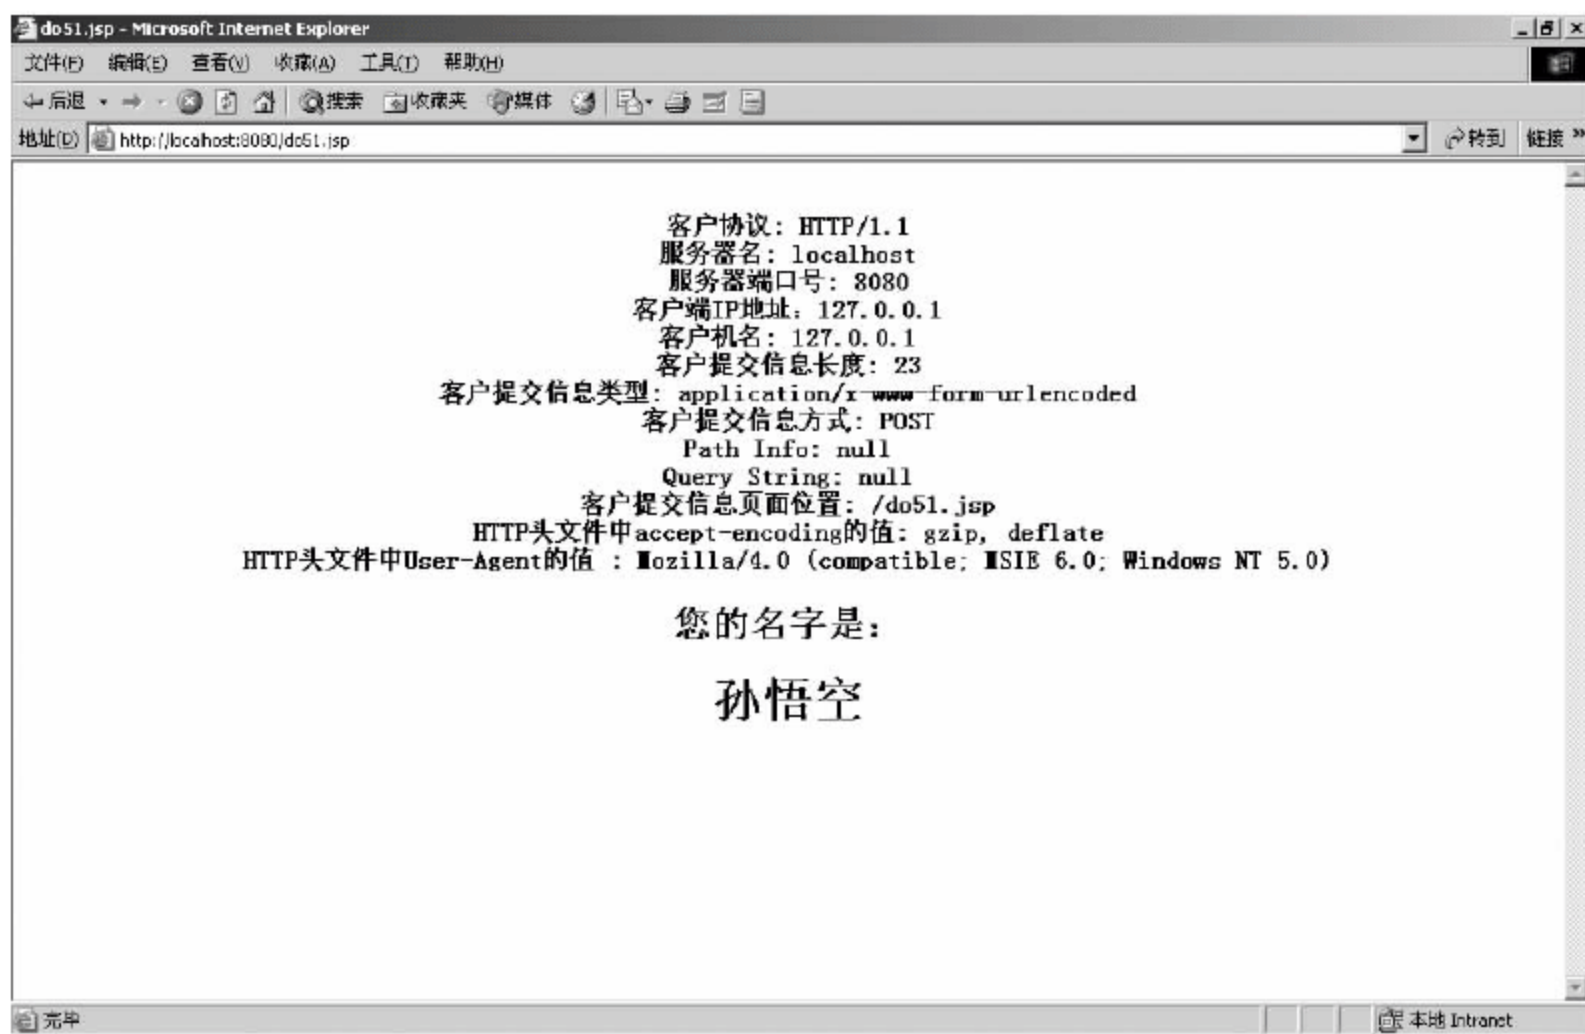 do51.jsp - Microsoft Internet Explorer
文件(F) 编辑(E) 查看(V) 收藏(A) 工具(T) 帮助(H)
后退 搜索 收藏夹 媒体
地址(D) http://localhost:8080/do51.jsp 转到 链接 »
客户协议: HTTP/1.1
服务器名: localhost
服务器端口号: 8080
客户端IP地址: 127.0.0.1
客户机名: 127.0.0.1
客户提交信息长度: 23
客户提交信息类型: application/x-www-form-urlencoded
客户提交信息方式: POST
Path Info: null
Query String: null
客户提交信息页面位置: /do51.jsp
HTTP头文件中accept-encoding的值: gzip, deflate
HTTP头文件中User-Agent的值 : Mozilla/4.0 (compatible; MSIE 6.0; Windows NT 5.0)
您的名字是:
孙悟空
完毕 本地 Intranet